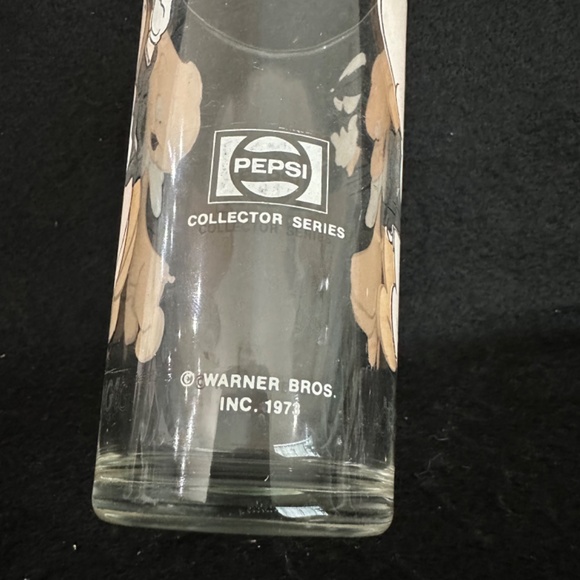 PEPSI
COLLECTOR SERIES
© WARNER BROS.
INC. 1973